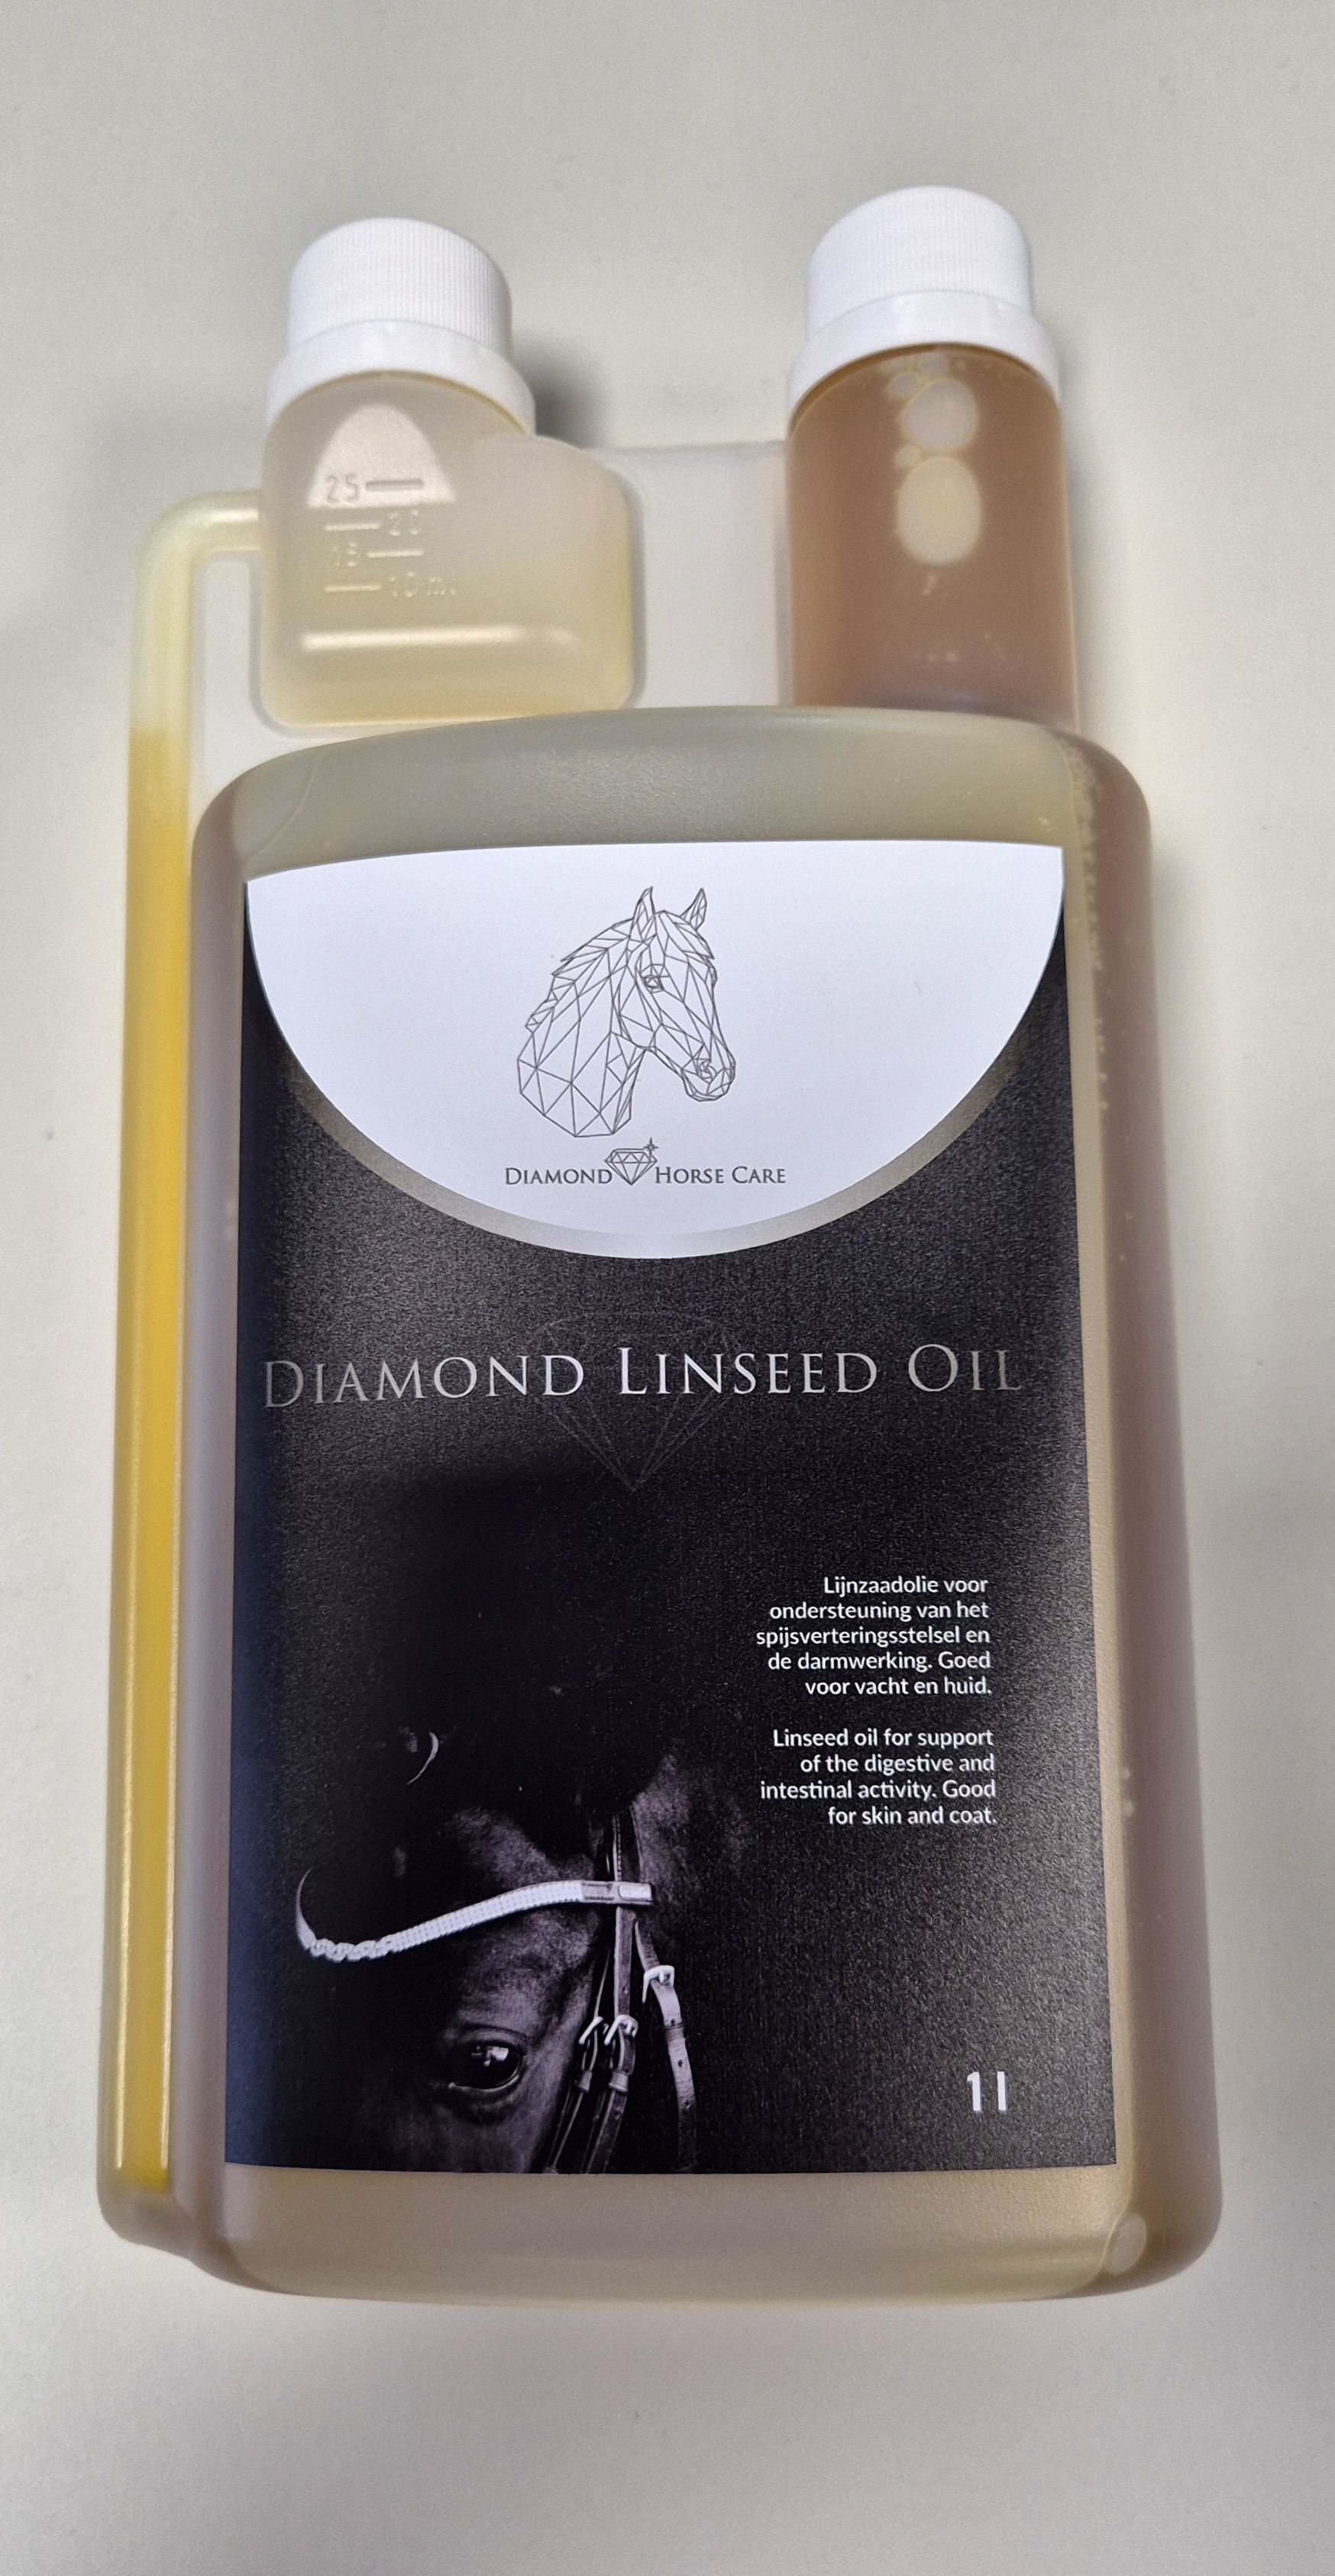 25
20
15
10 ml
DIAMOND HORSE CARE
DIAMOND LINSEED OIL
Lijnzaadolie voor
ondersteuning van het
spijsverteringsstelsel en
de darmwerking. Goed
voor vacht en huid.
Linseed oil for support
of the digestive and
intestinal activity. Good
for skin and coat.
1 l